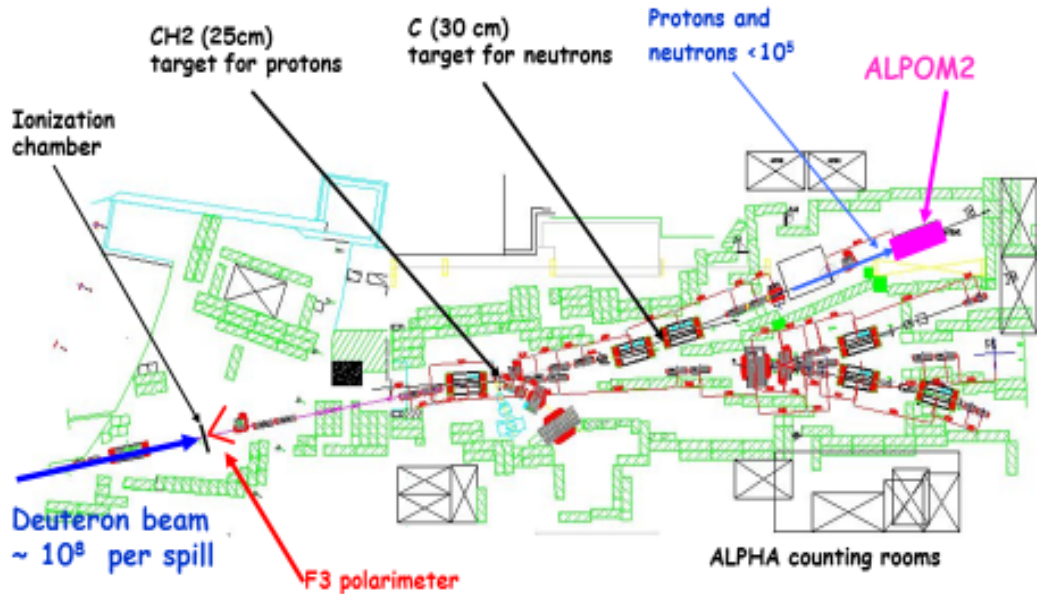 CH2 (25cm)
target for protons
C (30 cm)
target for neutrons
Protons and
neutrons <10⁵
ALPOM2
Ionization
chamber
Deuteron beam
~ 10⁸ per spill
F3 polarimeter
ALPHA counting rooms